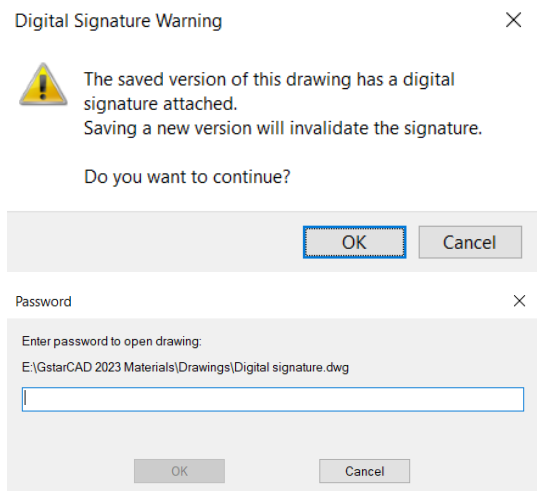 Digital Signature Warning
The saved version of this drawing has a digital
signature attached.
Saving a new version will invalidate the signature.
Do you want to continue?
OK
Cancel
Password
Enter password to open drawing:
E:\GstarCAD 2023 Materials\Drawings\Digital signature.dwg
OK
Cancel